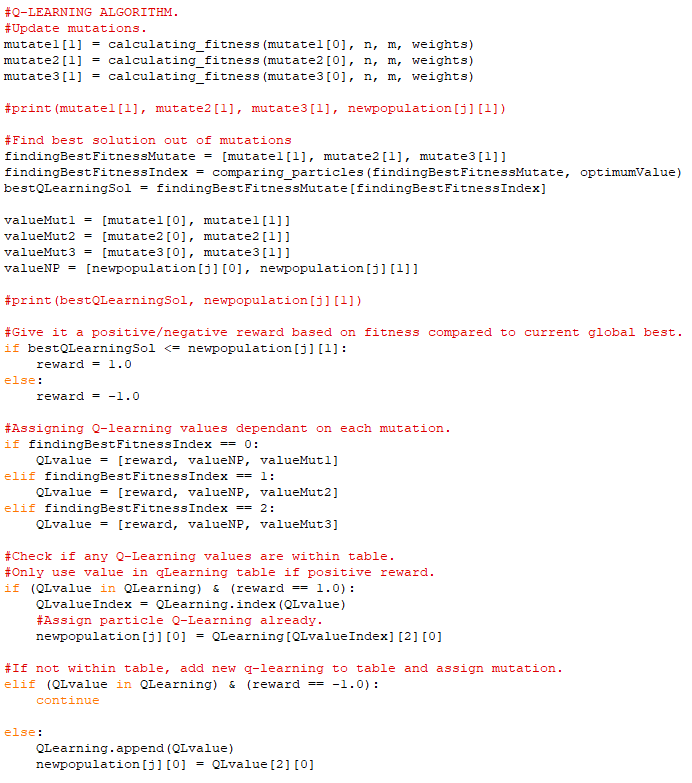 #Q-LEARNING ALGORITHM.
#Update mutations.
mutate1[1] = calculating_fitness(mutate1[0], n, m, weights)
mutate2[1] = calculating_fitness(mutate2[0], n, m, weights)
mutate3[1] = calculating_fitness(mutate3[0], n, m, weights)

#print(mutate1[1], mutate2[1], mutate3[1], newpopulation[j][1])

#Find best solution out of mutations
findingBestFitnessMutate = [mutate1[1], mutate2[1], mutate3[1]]
findingBestFitnessIndex = comparing_particles(findingBestFitnessMutate, optimumValue)
bestQLearningSol = findingBestFitnessMutate[findingBestFitnessIndex]

valueMut1 = [mutate1[0], mutate1[1]]
valueMut2 = [mutate2[0], mutate2[1]]
valueMut3 = [mutate3[0], mutate3[1]]
valueNP = [newpopulation[j][0], newpopulation[j][1]]

#print(bestQLearningSol, newpopulation[j][1])

#Give it a positive/negative reward based on fitness compared to current global best.
if bestQLearningSol <= newpopulation[j][1]:
    reward = 1.0
else:
    reward = -1.0

#Assigning Q-learning values dependant on each mutation.
if findingBestFitnessIndex == 0:
    QLvalue = [reward, valueNP, valueMut1]
elif findingBestFitnessIndex == 1:
    QLvalue = [reward, valueNP, valueMut2]
elif findingBestFitnessIndex == 2:
    QLvalue = [reward, valueNP, valueMut3]

#Check if any Q-Learning values are within table.
#Only use value in qLearning table if positive reward.
if (QLvalue in QLearning) & (reward == 1.0):
    QLvalueIndex = QLearning.index(QLvalue)
    #Assign particle Q-Learning already.
    newpopulation[j][0] = QLearning[QLvalueIndex][2][0]

#If not within table, add new q-learning to table and assign mutation.
elif (QLvalue in QLearning) & (reward == -1.0):
    continue

else:
    QLearning.append(QLvalue)
    newpopulation[j][0] = QLvalue[2][0]